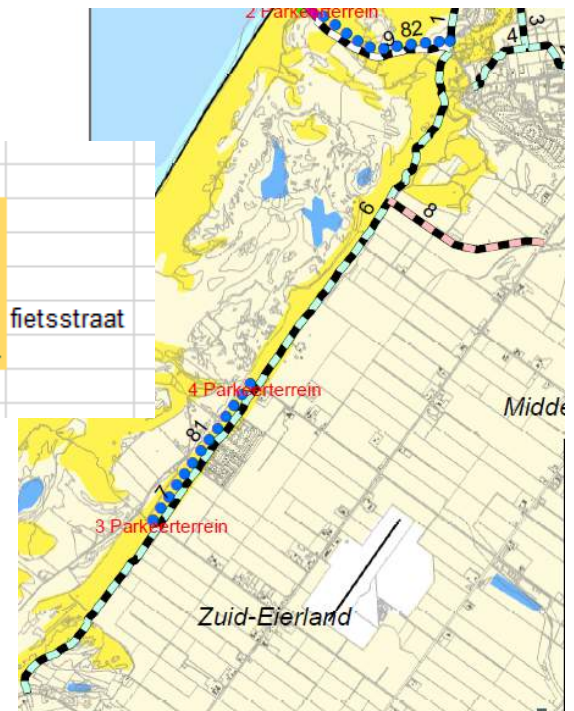 2 Parkeerterrein
9 82
1
3
4
6
8
fietsstraat
4 Parkeerterrein
81
7
Midde
3 Parkeerterrein
Zuid-Eierland